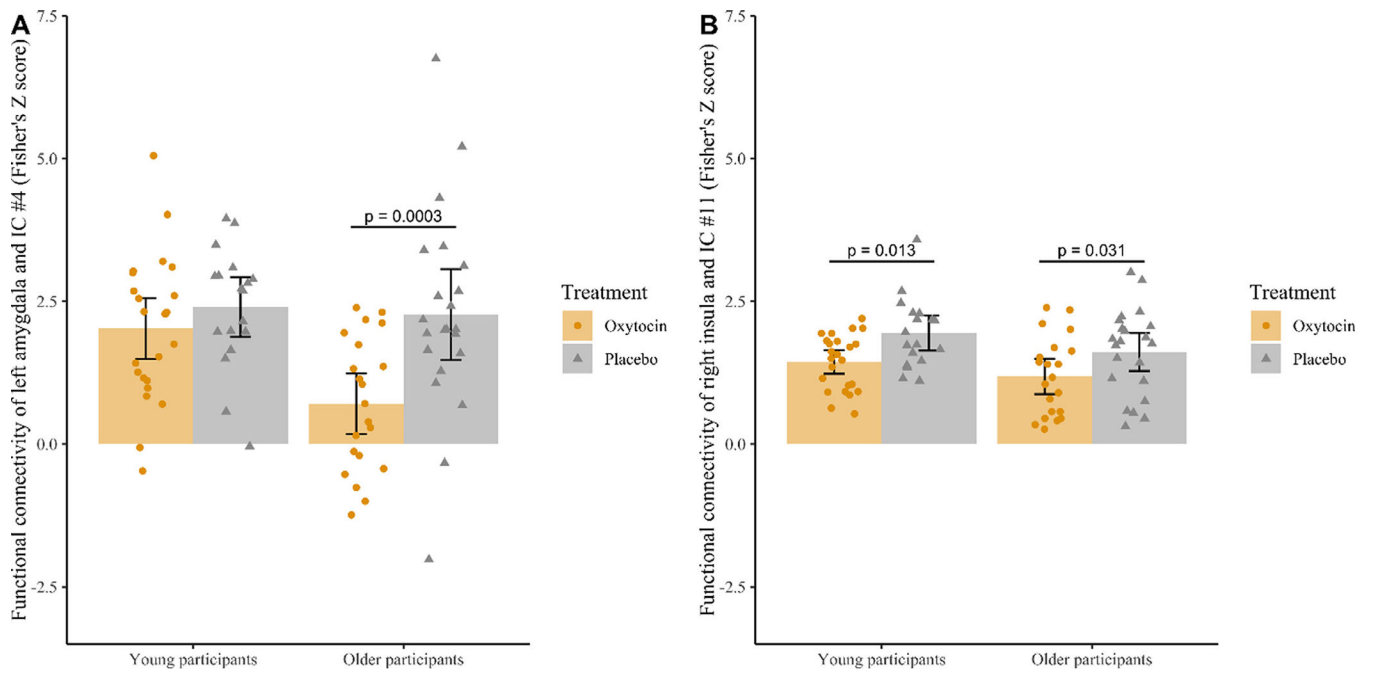 A
Functional connectivity of left amygdala and IC #4 (Fisher's Z score)
7.5
5.0
2.5
0.0
-2.5
p = 0.0003
Young participants
Older participants
Treatment
Oxytocin
Placebo
B
Functional connectivity of right insula and IC #11 (Fisher's Z score)
7.5
5.0
2.5
0.0
-2.5
p = 0.013
p = 0.031
Young participants
Older participants
Treatment
Oxytocin
Placebo